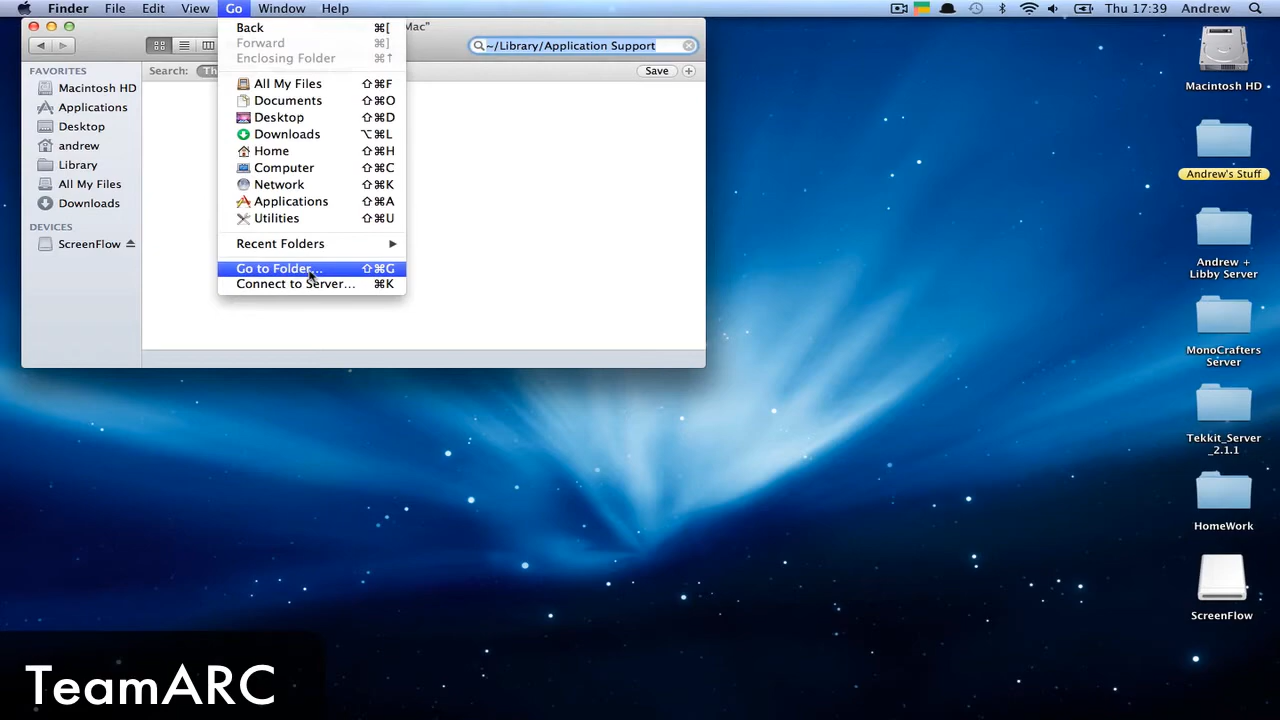 Finder File Edit View Go Window Help Thu 17:39 Andrew
Mac"
~/Library/Application Support
Search: Save
FAVORITES
Macintosh HD
Applications
Desktop
andrew
Library
All My Files
Downloads
DEVICES
ScreenFlow
Back ⌘[
Forward ⌘]
Enclosing Folder ⌘↑
All My Files ⇧⌘F
Documents ⇧⌘O
Desktop ⇧⌘D
Downloads ⌥⌘L
Home ⇧⌘H
Computer ⇧⌘C
Network ⇧⌘K
Applications ⇧⌘A
Utilities ⇧⌘U
Recent Folders ▶
Go to Folder... ⇧⌘G
Connect to Server... ⌘K
Macintosh HD
Andrew's Stuff
Andrew +
Libby Server
MonoCrafters
Server
Tekkit_Server
_2.1.1
HomeWork
ScreenFlow
TeamARC